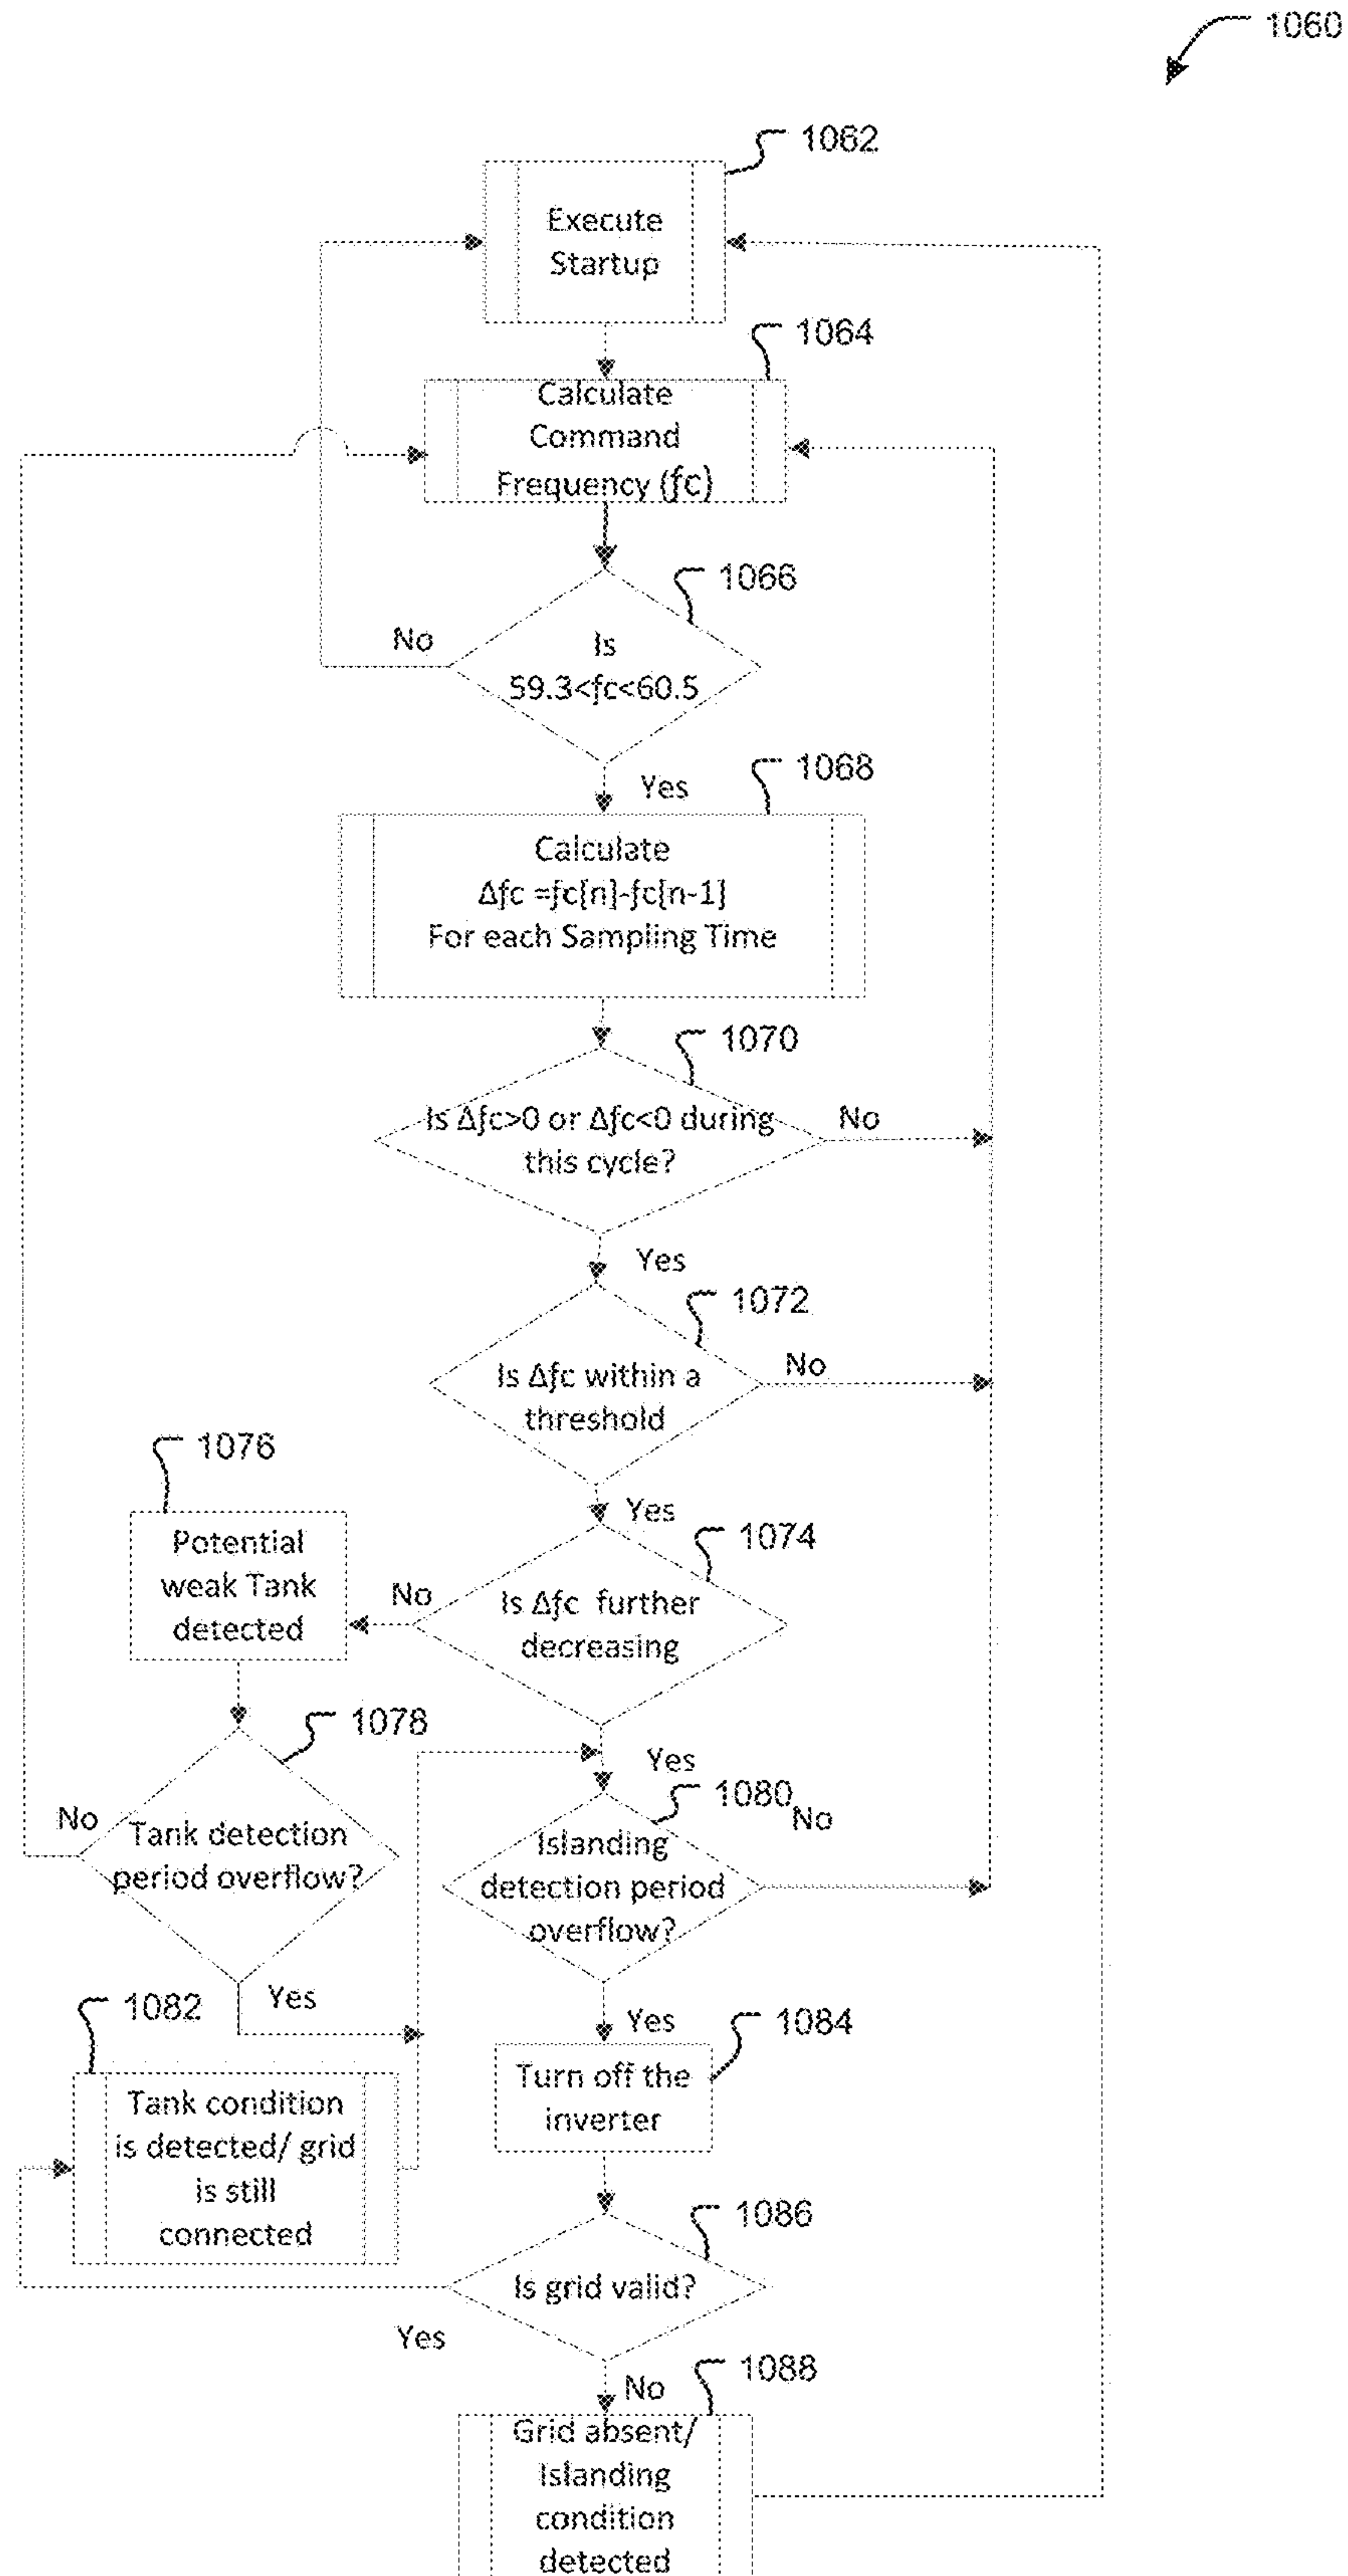 1060
1062
Execute
Startup
1064
Calculate
Command
Frequency (fc)
1066
No
Is
59.3<fc<60.5
Yes
1068
Calculate
Δfc =fc[n]-fc[n-1]
For each Sampling Time
1070
Is Δfc>0 or Δfc<0 during
this cycle?
No
Yes
1072
Is Δfc within a
threshold
No
Yes
1074
Is Δfc further
decreasing
No
1076
Potential
weak Tank
detected
1078
Tank detection
period overflow?
No
Yes
Yes
1080
No
Islanding
detection period
overflow?
Yes
1082
Tank condition
is detected/ grid
is still
connected
1084
Turn off the
inverter
1086
Is grid valid?
Yes
No
1088
Grid absent/
Islanding
condition
detected